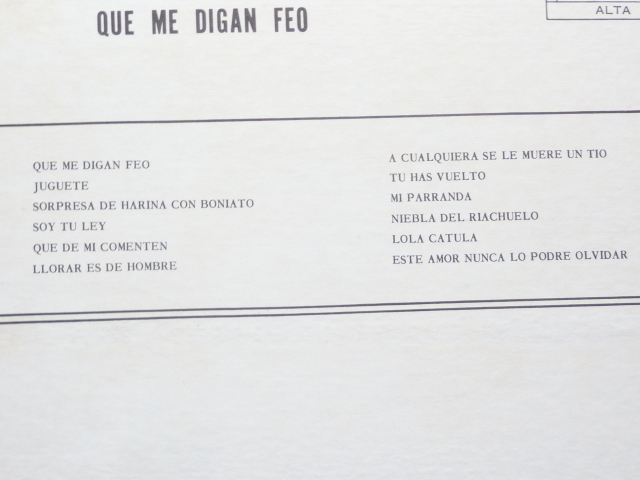 QUE ME DIGAN FEO
ALTA
QUE ME DIGAN FEO
JUGUETE
SORPRESA DE HARINA CON BONIATO
SOY TU LEY
QUE DE MI COMENTEN
LLORAR ES DE HOMBRE
A CUALQUIERA SE LE MUERE UN TIO
TU HAS VUELTO
MI PARRANDA
NIEBLA DEL RIACHUELO
LOLA CATULA
ESTE AMOR NUNCA LO PODRE OLVIDAR